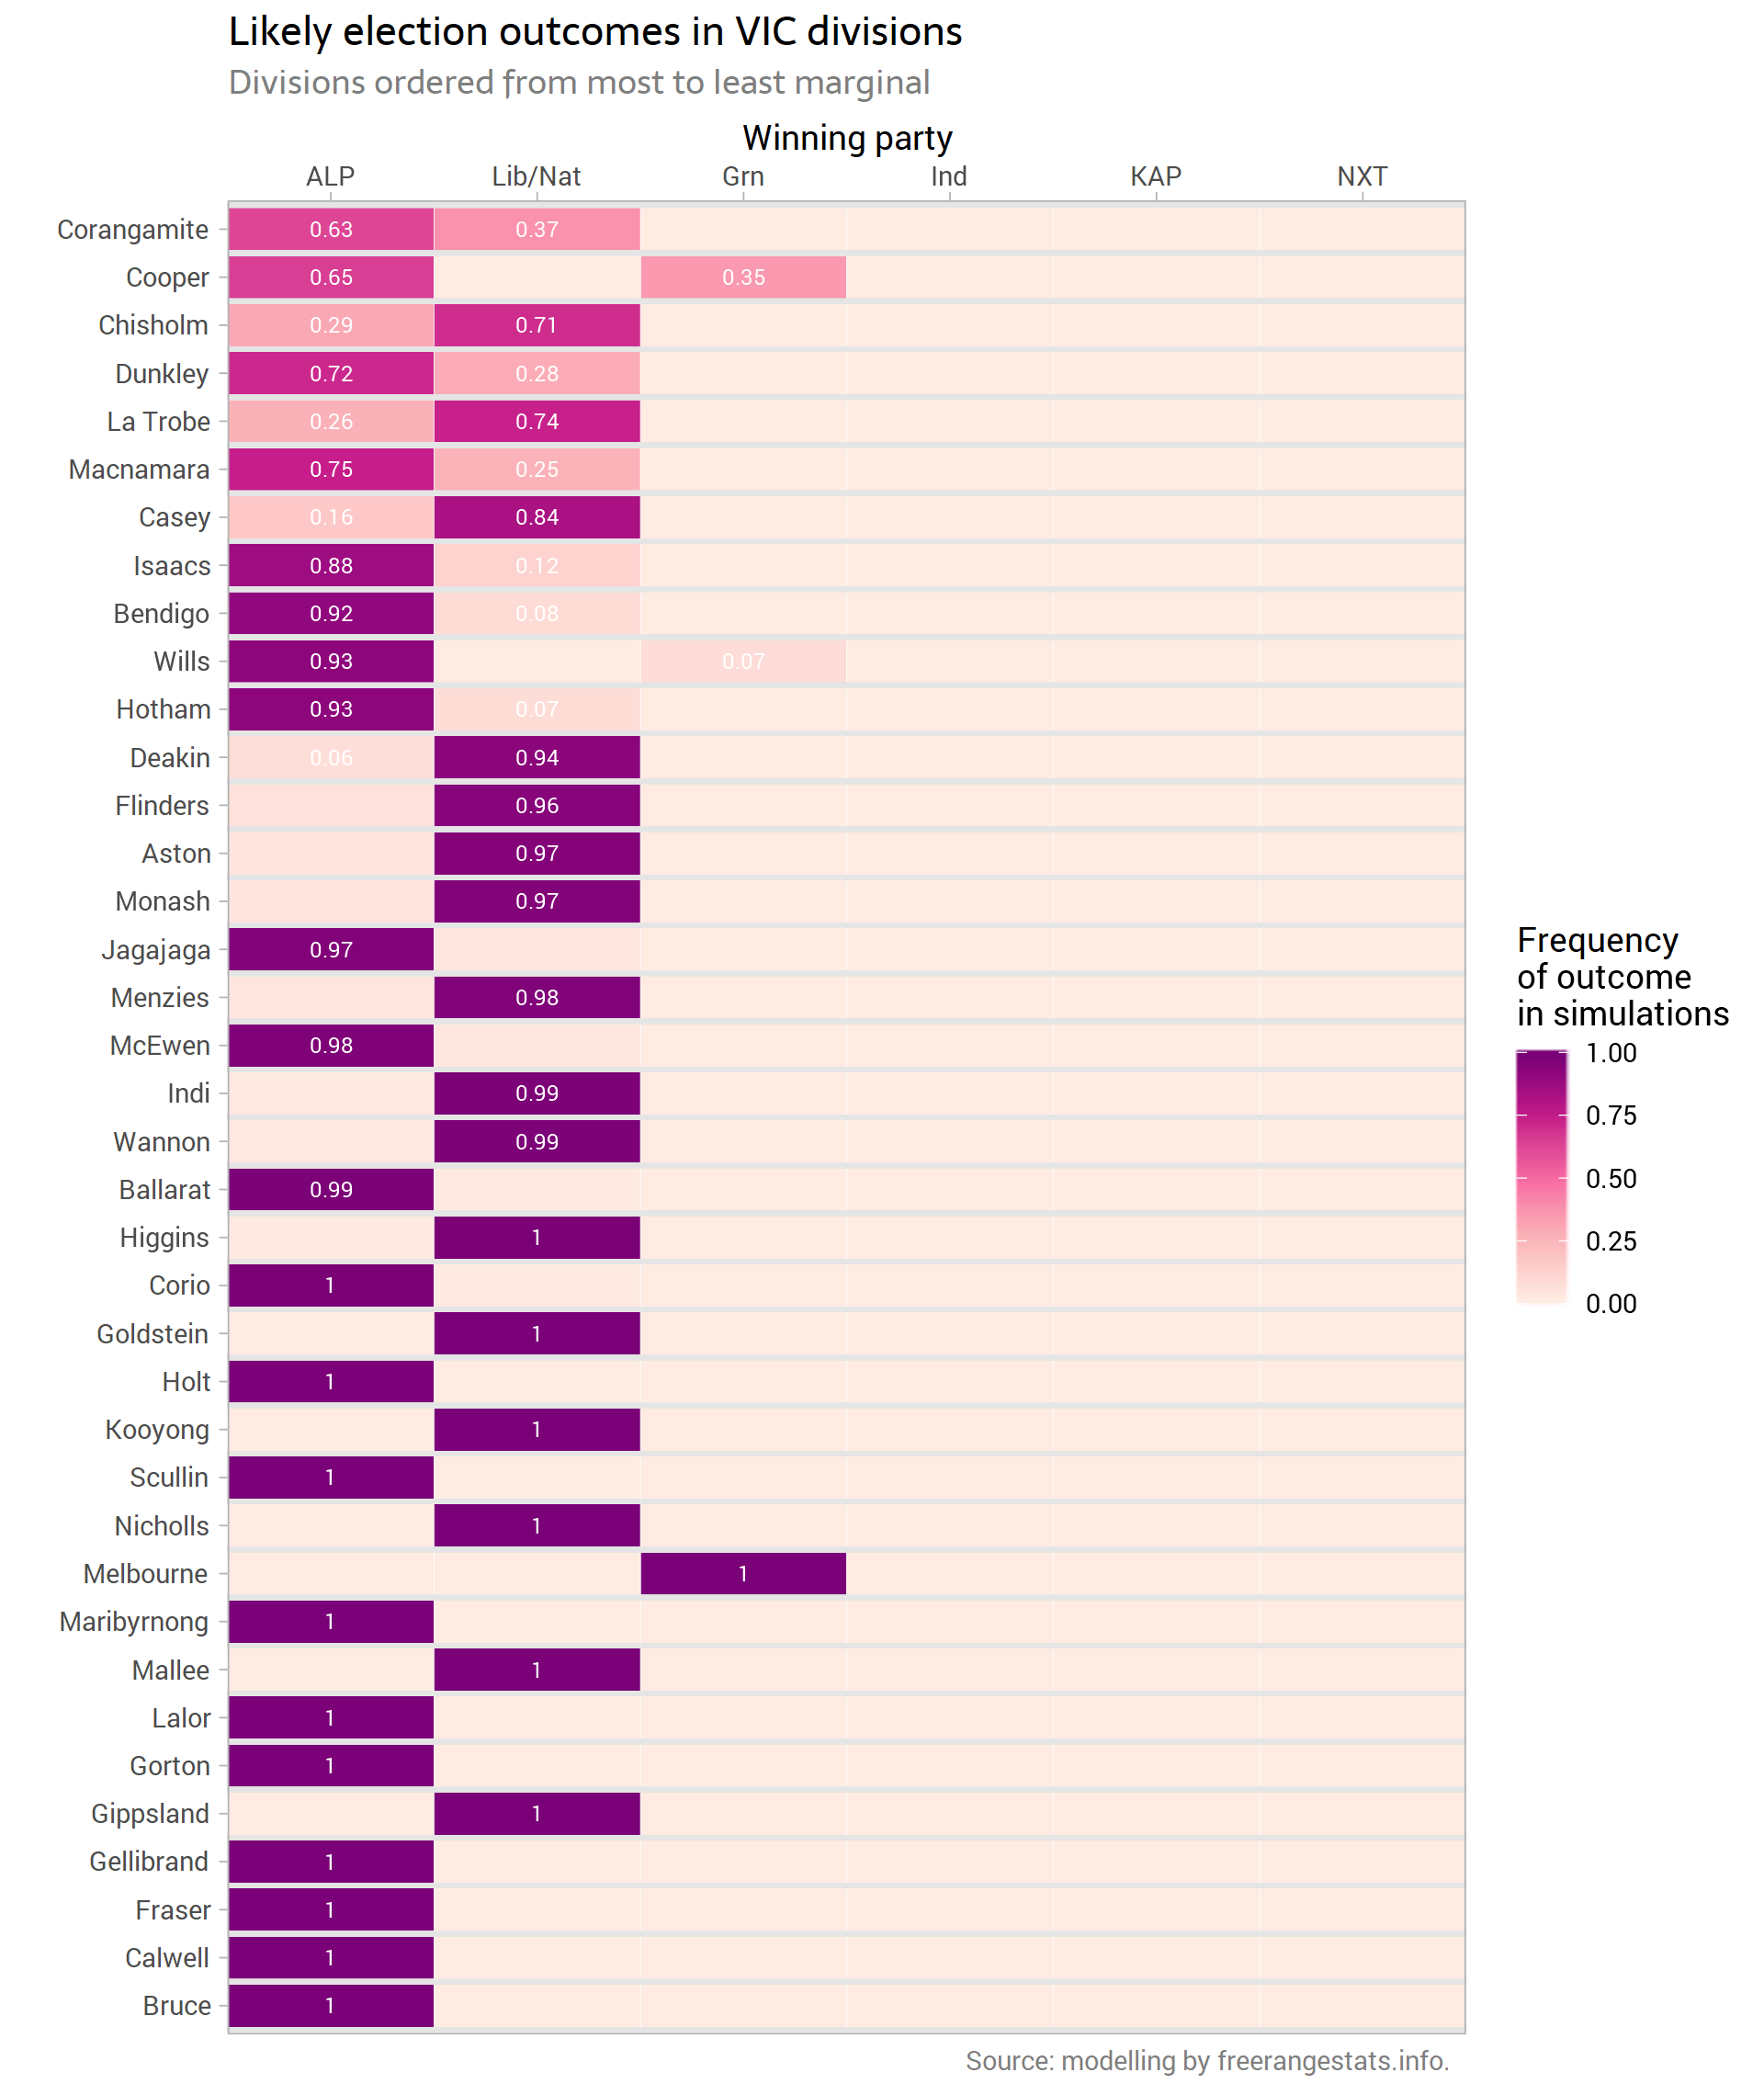 Likely election outcomes in VIC divisions
Divisions ordered from most to least marginal
Winning party
ALP Lib/Nat Grn Ind KAP NXT
Corangamite 0.63 0.37
Cooper 0.65 0.35
Chisholm 0.29 0.71
Dunkley 0.72 0.28
La Trobe 0.26 0.74
Macnamara 0.75 0.25
Casey 0.16 0.84
Isaacs 0.88 0.12
Bendigo 0.92 0.08
Wills 0.93 0.07
Hotham 0.93 0.07
Deakin 0.06 0.94
Flinders 0.96
Aston 0.97
Monash 0.97
Jagajaga 0.97
Menzies 0.98
McEwen 0.98
Indi 0.99
Wannon 0.99
Ballarat 0.99
Higgins 1
Corio 1
Goldstein 1
Holt 1
Kooyong 1
Scullin 1
Nicholls 1
Melbourne 1
Maribyrnong 1
Mallee 1
Lalor 1
Gorton 1
Gippsland 1
Gellibrand 1
Fraser 1
Calwell 1
Bruce 1
Frequency
of outcome
in simulations
1.00
0.75
0.50
0.25
0.00
Source: modelling by freerangestats.info.